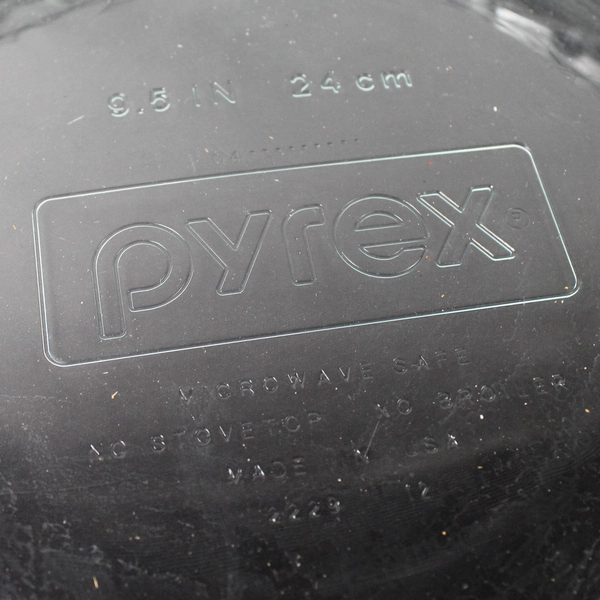 9.5 IN 24 cm
pyrex®
MICROWAVE SAFE
NO STOVETOP NO BROILER
MADE IN USA
2229 12